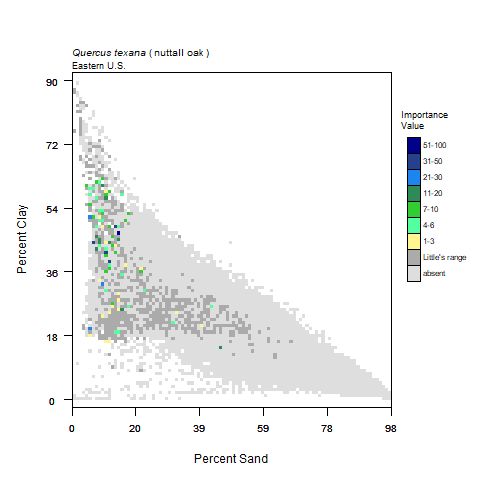 Quercus texana ( nuttall oak )
Eastern U.S.
Importance
Value
51-100
31-50
21-30
11-20
7-10
4-6
1-3
Little's range
absent
Percent Clay
90
72
54
36
18
0
0
20
39
59
78
98
Percent Sand